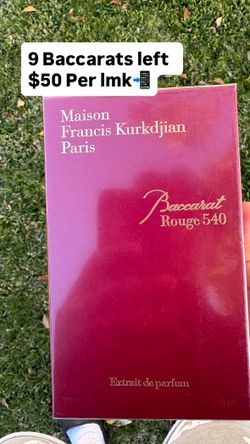 9 Baccarats left
$50 Per lmk📲
Maison
Francis Kurkdjian
Paris
Baccarat
Rouge 540
Extrait de parfum